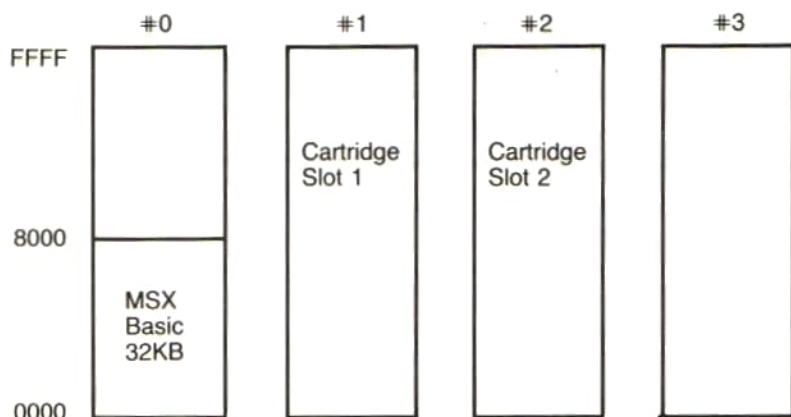 #0
#1
#2
#3
FFFF
Cartridge
Slot 1
Cartridge
Slot 2
8000
MSX
Basic
32KB
0000